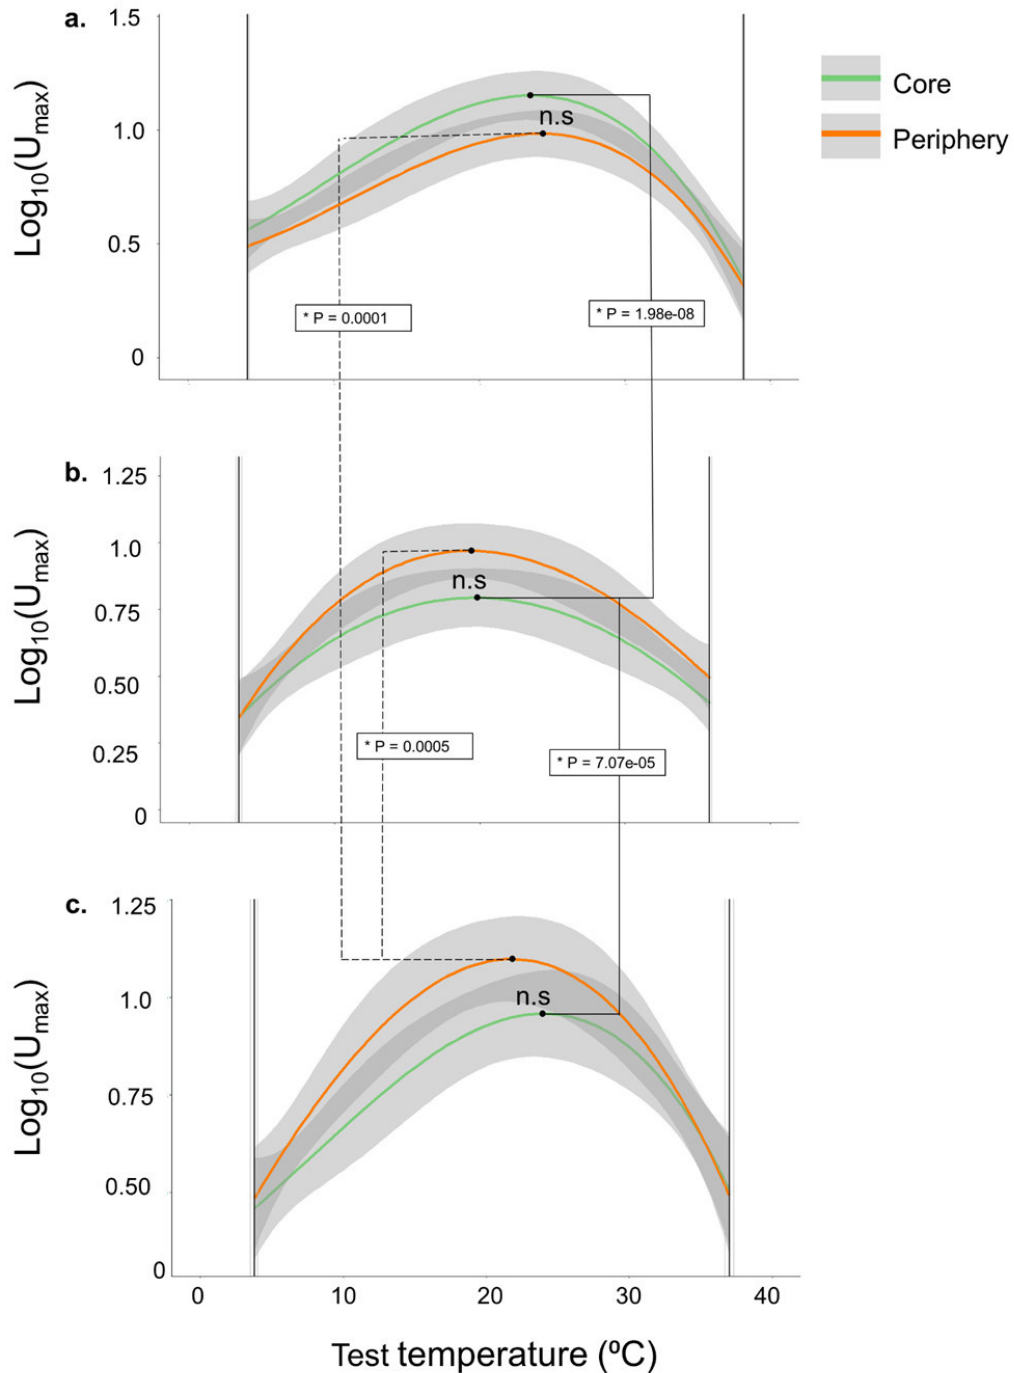 a.
1.5
1.0
0.5
0
Log10(Umax)
n.s
* P = 0.0001
* P = 1.98e-08
Core
Periphery
b.
1.25
1.0
0.75
0.50
0.25
0
Log10(Umax)
n.s
* P = 0.0005
* P = 7.07e-05
c.
1.25
1.0
0.75
0.50
0
Log10(Umax)
n.s
0 10 20 30 40
Test temperature (ºC)